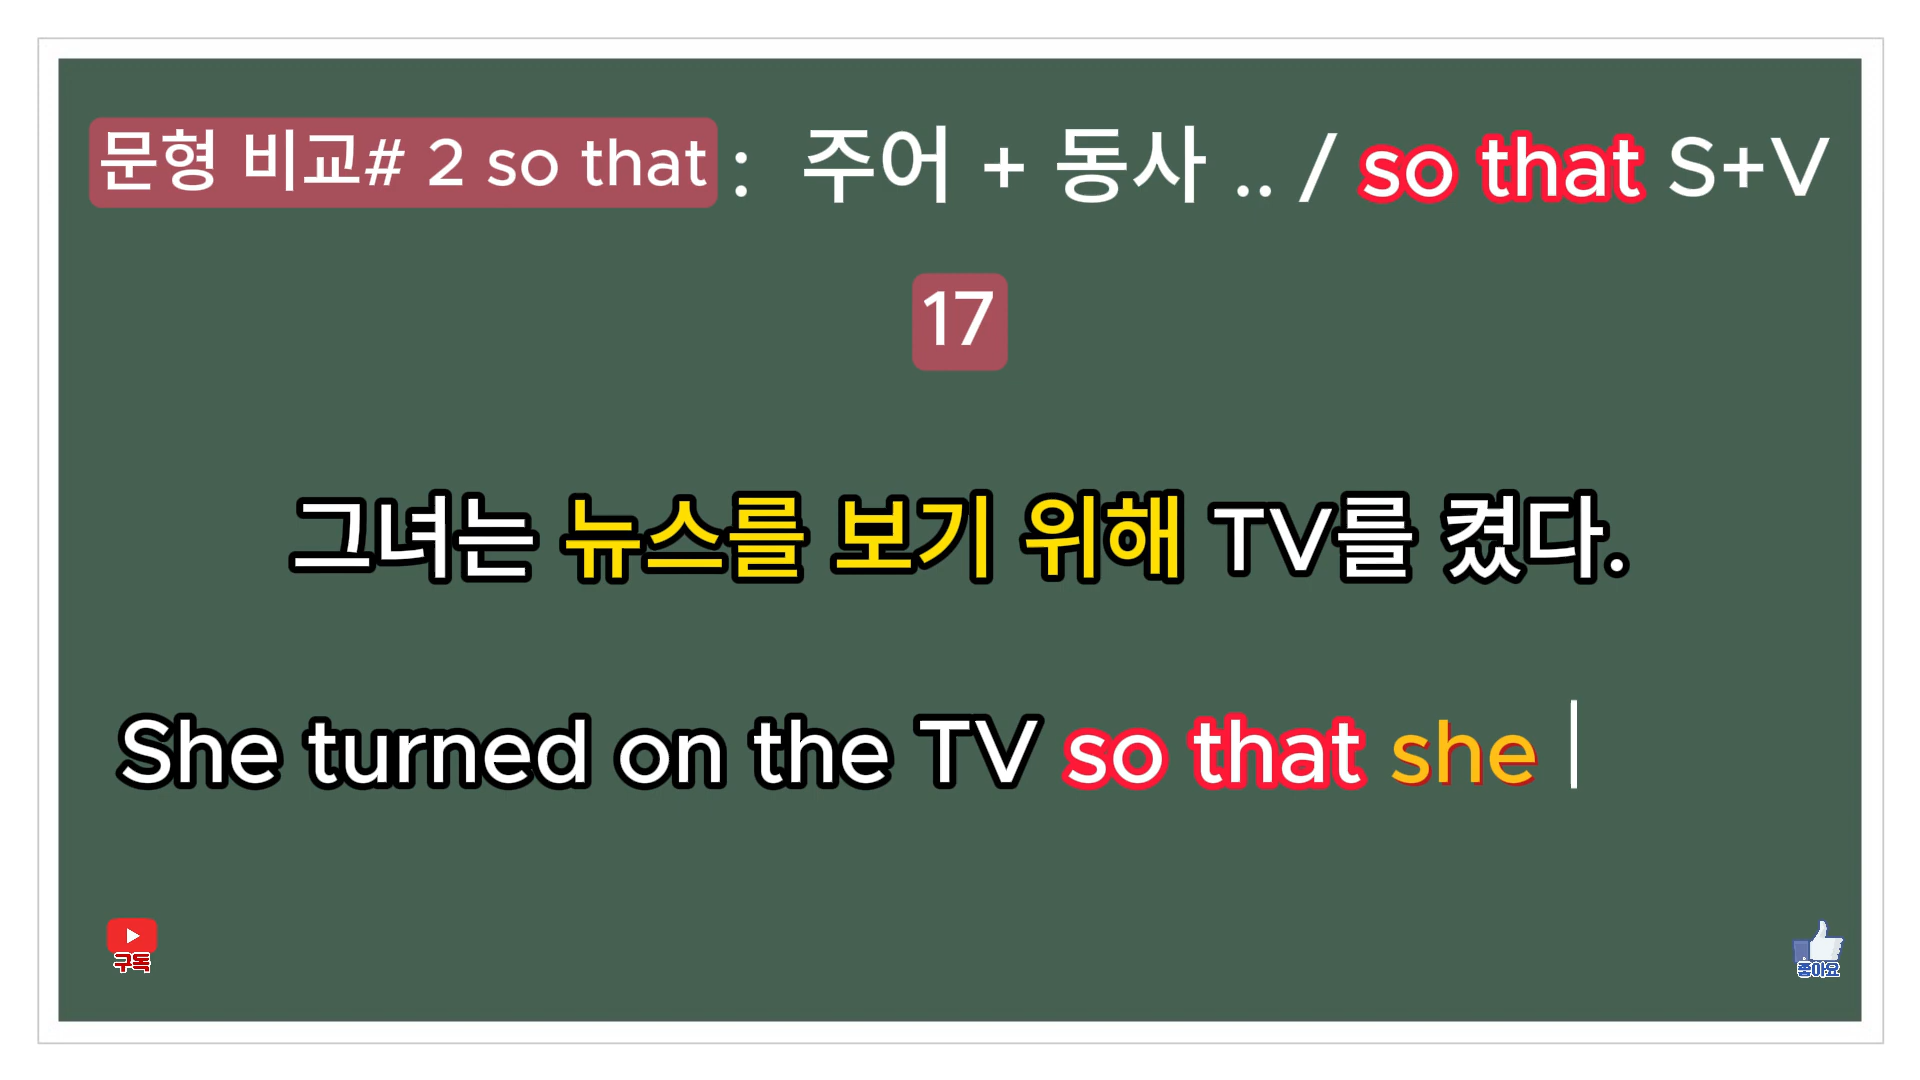 문형 비교# 2 so that : 주어 + 동사 .. / so that S+V
17
그녀는 뉴스를 보기 위해 TV를 켰다.
She turned on the TV so that she
구독
좋아요